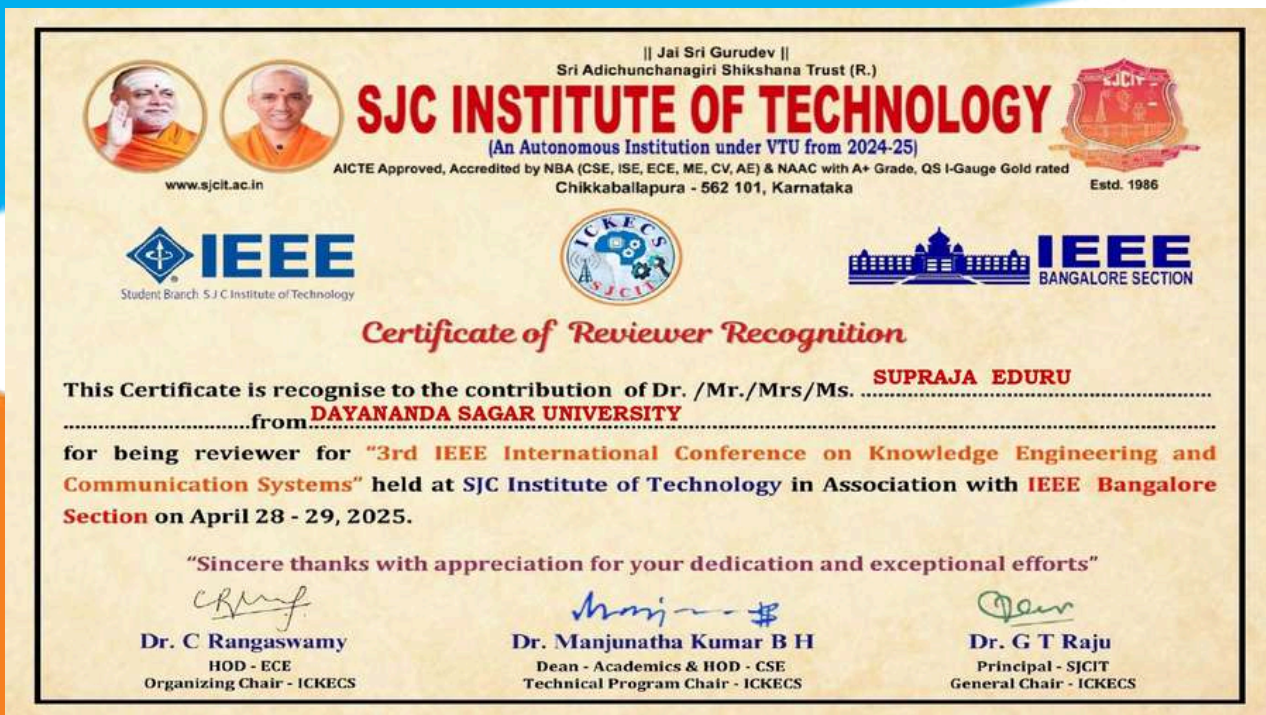 || Jai Sri Gurudev ||
Sri Adichunchanagiri Shikshana Trust (R.)
SJC INSTITUTE OF TECHNOLOGY
(An Autonomous Institution under VTU from 2024-25)
AICTE Approved, Accredited by NBA (CSE, ISE, ECE, ME, CV, AE) & NAAC with A+ Grade, QS I-Gauge Gold rated
Chikkaballapura - 562 101, Karnataka
www.sjcit.ac.in
SJCIT
Estd. 1986
IEEE
Student Branch S J C Institute of Technology
ICKECS
SJCIT
IEEE
BANGALORE SECTION
Certificate of Reviewer Recognition
This Certificate is recognise to the contribution of Dr. /Mr./Mrs/Ms. SUPRAJA EDURU
from DAYANANDA SAGAR UNIVERSITY
for being reviewer for "3rd IEEE International Conference on Knowledge Engineering and
Communication Systems" held at SJC Institute of Technology in Association with IEEE Bangalore
Section on April 28 - 29, 2025.
"Sincere thanks with appreciation for your dedication and exceptional efforts"
Dr. C Rangaswamy
HOD - ECE
Organizing Chair - ICKECS
Dr. Manjunatha Kumar B H
Dean - Academics & HOD - CSE
Technical Program Chair - ICKECS
Dr. G T Raju
Principal - SJCIT
General Chair - ICKECS